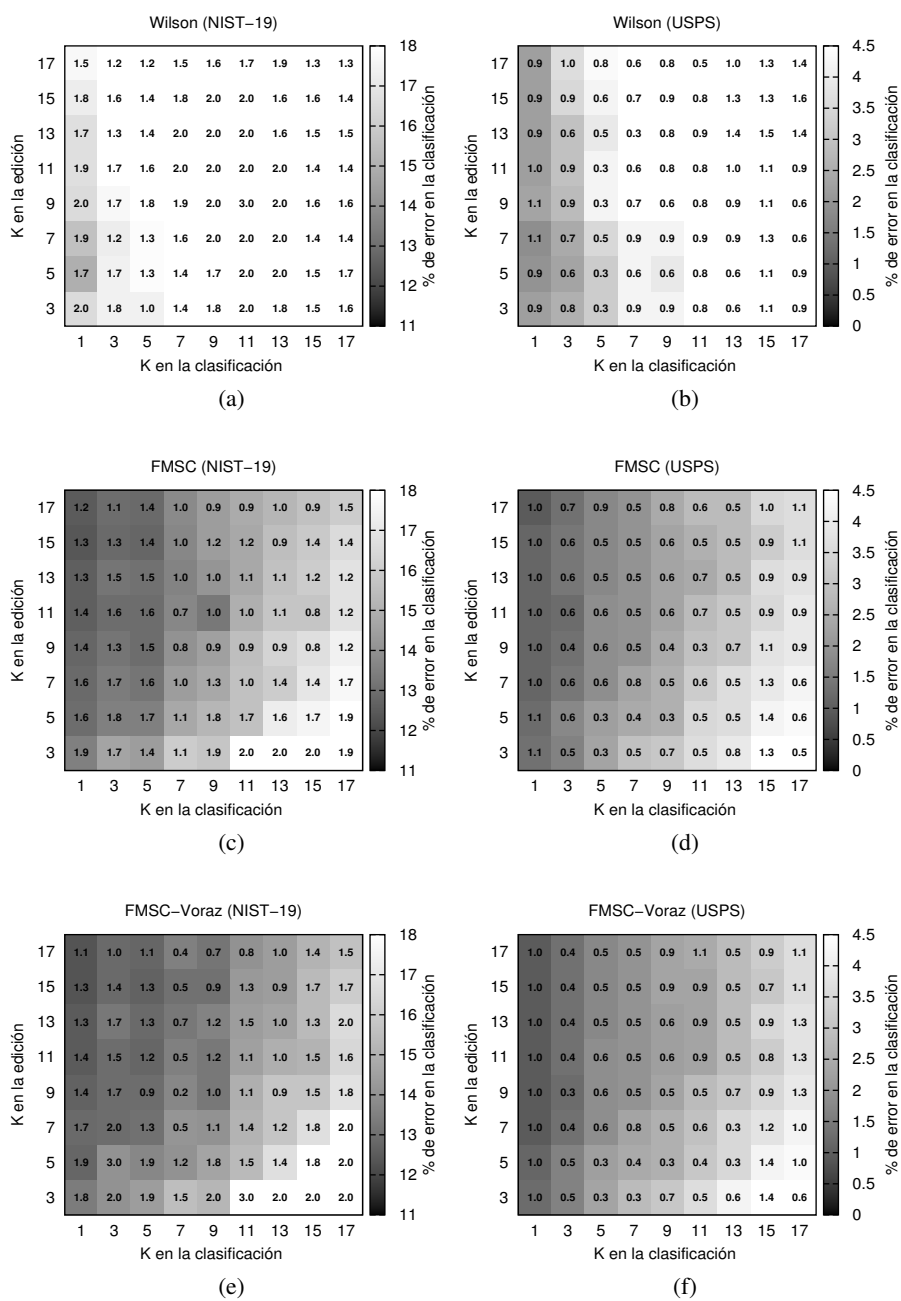 Wilson (NIST−19)
17 1.5 1.2 1.2 1.5 1.6 1.7 1.9 1.3 1.3
15 1.8 1.6 1.4 1.8 2.0 2.0 1.6 1.6 1.4
13 1.7 1.3 1.4 2.0 2.0 2.0 1.6 1.5 1.5
11 1.9 1.7 1.6 2.0 2.0 2.0 2.0 1.4 1.4
9 2.0 1.7 1.8 1.9 2.0 3.0 2.0 1.6 1.6
7 1.9 1.2 1.3 1.6 2.0 2.0 2.0 1.4 1.4
5 1.7 1.7 1.3 1.4 1.7 2.0 2.0 1.5 1.7
3 2.0 1.8 1.0 1.4 1.8 2.0 1.8 1.5 1.6
1 3 5 7 9 11 13 15 17
K en la clasificación
K en la edición
18
17
16
15
14
13
12
11
% de error en la clasificación
(a)
Wilson (USPS)
17 0.9 1.0 0.8 0.6 0.8 0.5 1.0 1.3 1.4
15 0.9 0.9 0.6 0.7 0.9 0.8 1.3 1.3 1.6
13 0.9 0.6 0.5 0.3 0.8 0.9 1.4 1.5 1.4
11 1.0 0.9 0.3 0.6 0.8 0.8 1.0 1.1 0.9
9 1.1 0.9 0.3 0.7 0.6 0.8 0.9 1.1 0.6
7 1.1 0.7 0.5 0.9 0.9 0.9 0.9 1.3 0.6
5 0.9 0.6 0.3 0.6 0.6 0.8 0.6 1.1 0.9
3 0.9 0.8 0.3 0.9 0.9 0.8 0.6 1.1 0.9
1 3 5 7 9 11 13 15 17
K en la clasificación
K en la edición
4.5
4
3.5
3
2.5
2
1.5
1
0.5
0
% de error en la clasificación
(b)
FMSC (NIST−19)
17 1.2 1.1 1.4 1.0 0.9 0.9 1.0 0.9 1.5
15 1.3 1.3 1.4 1.0 1.2 1.2 0.9 1.4 1.4
13 1.3 1.5 1.5 1.0 1.0 1.1 1.1 1.2 1.2
11 1.4 1.6 1.6 0.7 1.0 1.0 1.1 0.8 1.2
9 1.4 1.3 1.5 0.8 0.9 0.9 0.9 0.8 1.2
7 1.6 1.7 1.6 1.0 1.3 1.0 1.4 1.4 1.7
5 1.6 1.8 1.7 1.1 1.8 1.7 1.6 1.7 1.9
3 1.9 1.7 1.4 1.1 1.9 2.0 2.0 2.0 1.9
1 3 5 7 9 11 13 15 17
K en la clasificación
K en la edición
18
17
16
15
14
13
12
11
% de error en la clasificación
(c)
FMSC (USPS)
17 1.0 0.7 0.9 0.5 0.8 0.6 0.5 1.0 1.1
15 1.0 0.6 0.5 0.5 0.6 0.5 0.5 0.9 1.1
13 1.0 0.6 0.5 0.5 0.6 0.7 0.5 0.9 0.9
11 1.0 0.6 0.6 0.5 0.6 0.7 0.5 0.9 0.9
9 1.0 0.4 0.6 0.5 0.4 0.3 0.7 1.1 0.9
7 1.0 0.6 0.6 0.8 0.5 0.6 0.5 1.3 0.6
5 1.1 0.6 0.3 0.4 0.3 0.5 0.5 1.4 0.6
3 1.1 0.5 0.3 0.5 0.7 0.5 0.8 1.3 0.5
1 3 5 7 9 11 13 15 17
K en la clasificación
K en la edición
4.5
4
3.5
3
2.5
2
1.5
1
0.5
0
% de error en la clasificación
(d)
FMSC−Voraz (NIST−19)
17 1.1 1.0 1.1 0.4 0.7 0.8 1.0 1.4 1.5
15 1.3 1.4 1.3 0.5 0.9 1.3 0.9 1.7 1.7
13 1.3 1.7 1.3 0.7 1.2 1.5 1.0 1.3 2.0
11 1.4 1.5 1.2 0.5 1.2 1.1 1.0 1.5 1.6
9 1.4 1.7 0.9 0.2 1.0 1.1 0.9 1.5 1.8
7 1.7 2.0 1.3 0.5 1.1 1.4 1.2 1.8 2.0
5 1.9 3.0 1.9 1.2 1.8 1.5 1.4 1.8 2.0
3 1.8 2.0 1.9 1.5 2.0 3.0 2.0 2.0 2.0
1 3 5 7 9 11 13 15 17
K en la clasificación
K en la edición
18
17
16
15
14
13
12
11
% de error en la clasificación
(e)
FMSC−Voraz (USPS)
17 1.0 0.4 0.5 0.5 0.9 1.1 0.5 0.9 1.1
15 1.0 0.4 0.5 0.5 0.9 0.9 0.5 0.7 1.1
13 1.0 0.4 0.5 0.5 0.6 0.9 0.5 0.9 1.3
11 1.0 0.4 0.6 0.5 0.6 0.9 0.5 0.8 1.3
9 1.0 0.3 0.6 0.5 0.5 0.5 0.7 0.9 1.3
7 1.0 0.4 0.6 0.8 0.5 0.6 0.3 1.2 1.0
5 1.0 0.5 0.3 0.4 0.3 0.4 0.3 1.4 1.0
3 1.0 0.5 0.3 0.3 0.7 0.5 0.6 1.4 0.6
1 3 5 7 9 11 13 15 17
K en la clasificación
K en la edición
4.5
4
3.5
3
2.5
2
1.5
1
0.5
0
% de error en la clasificación
(f)